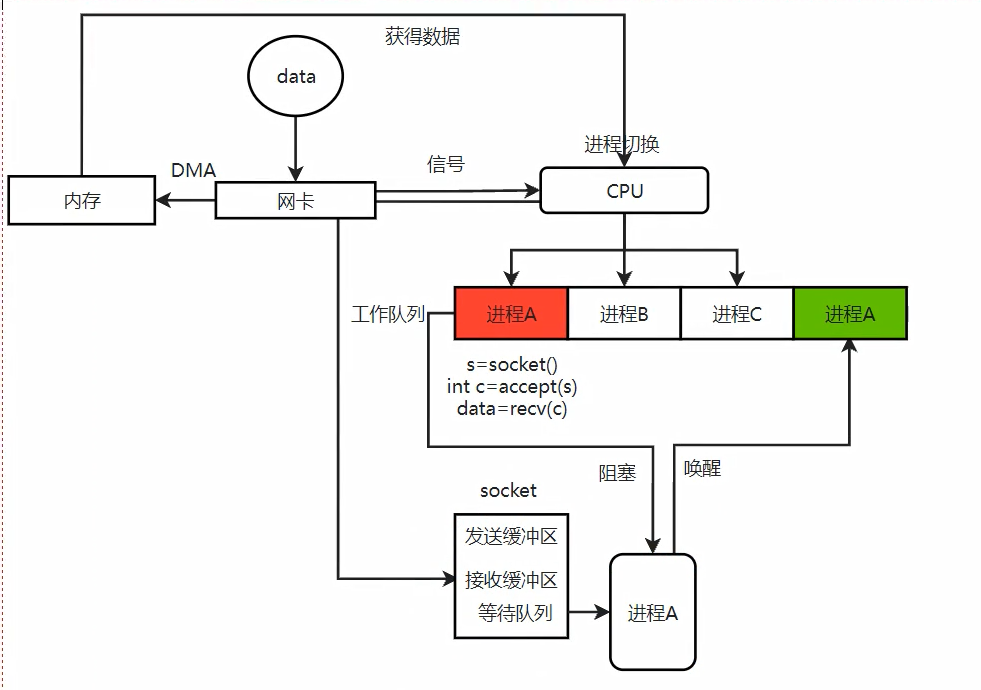 获得数据
data
进程切换
DMA
信号
内存
网卡
CPU
工作队列
进程A
进程B
进程C
进程A
s=socket()
int c=accept(s)
data=recv(c)
阻塞
唤醒
socket
发送缓冲区
接收缓冲区
等待队列
进程A